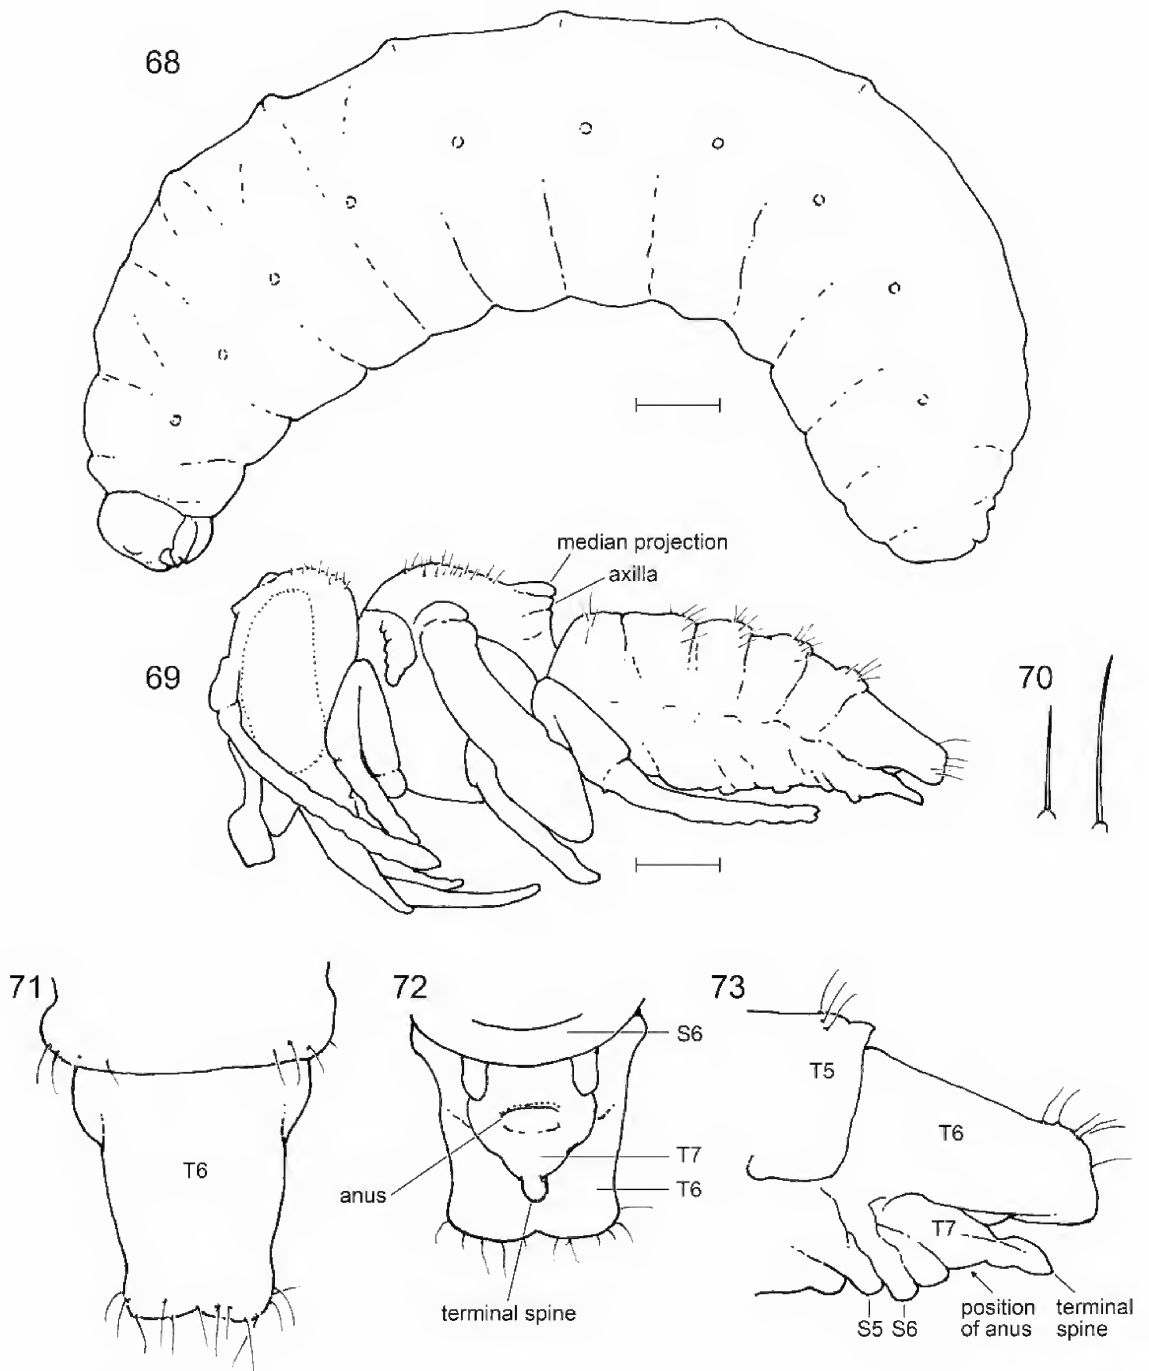 68
median projection
axilla
69
70
71
72
73
S6
T5
T6
T6
T7
T6
T7
anus
terminal spine
S5
S6
position
of anus
terminal
spine